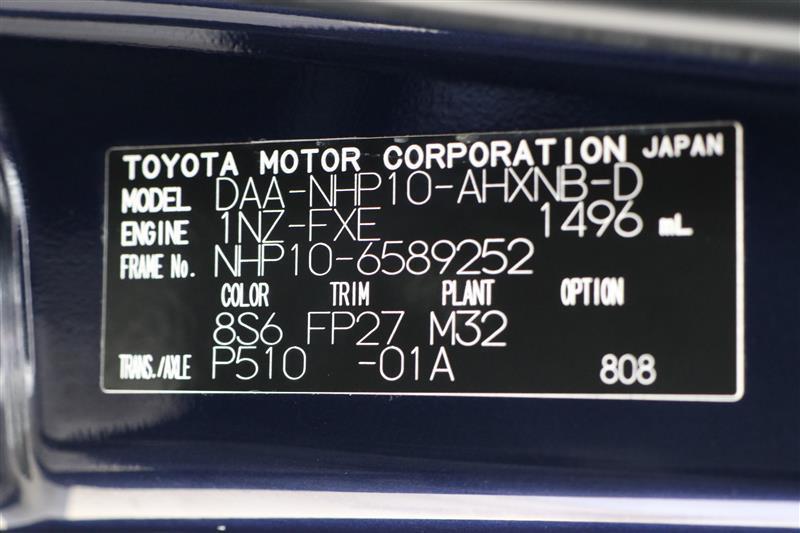 TOYOTA MOTOR CORPORATION JAPAN
MODEL DAA-NHP10-AHXNB-D
ENGINE 1NZ-FXE 1496 mL
FRAME No. NHP10-6589252
COLOR TRIM PLANT OPTION
8S6 FP27 M32
TRANS./AXLE P510 -01A 808